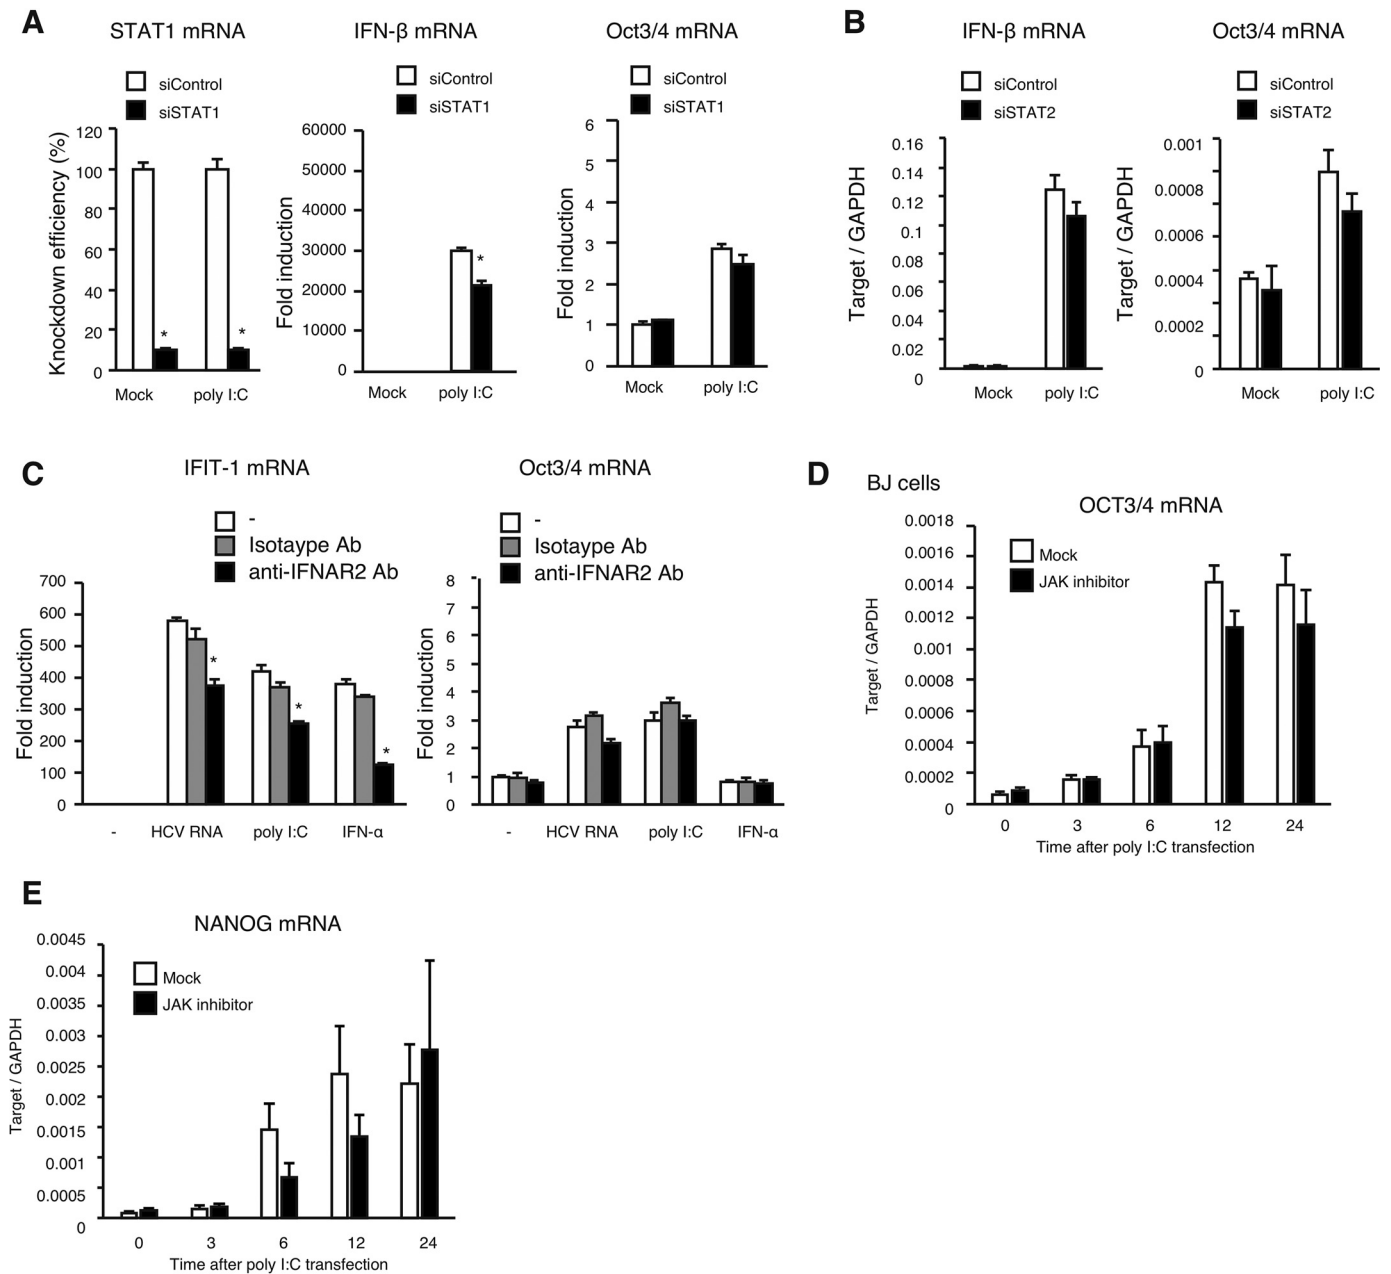 A
STAT1 mRNA
siControl
siSTAT1
Knockdown efficiency (%)
120
100
80
60
40
20
0
*
*
Mock
poly I:C
IFN-β mRNA
siControl
siSTAT1
Fold induction
60000
50000
40000
30000
20000
10000
0
*
Mock
poly I:C
Oct3/4 mRNA
siControl
siSTAT1
Fold induction
6
5
4
3
2
1
0
Mock
poly I:C
B
IFN-β mRNA
siControl
siSTAT2
Target / GAPDH
0.16
0.14
0.12
0.1
0.08
0.06
0.04
0.02
0
Mock
poly I:C
Oct3/4 mRNA
siControl
siSTAT2
Target / GAPDH
0.001
0.0008
0.0006
0.0004
0.0002
0
Mock
poly I:C
C
IFIT-1 mRNA
-
Isotaype Ab
anti-IFNAR2 Ab
Fold induction
700
600
500
400
300
200
100
0
*
*
*
-
HCV RNA
poly I:C
IFN-α
Oct3/4 mRNA
-
Isotaype Ab
anti-IFNAR2 Ab
Fold induction
8
7
6
5
4
3
2
1
0
-
HCV RNA
poly I:C
IFN-α
D
BJ cells
OCT3/4 mRNA
Mock
JAK inhibitor
Target / GAPDH
0.0018
0.0016
0.0014
0.0012
0.001
0.0008
0.0006
0.0004
0.0002
0
0
3
6
12
24
Time after poly I:C transfection
E
NANOG mRNA
Mock
JAK inhibitor
Target / GAPDH
0.0045
0.004
0.0035
0.003
0.0025
0.002
0.0015
0.001
0.0005
0
0
3
6
12
24
Time after poly I:C transfection